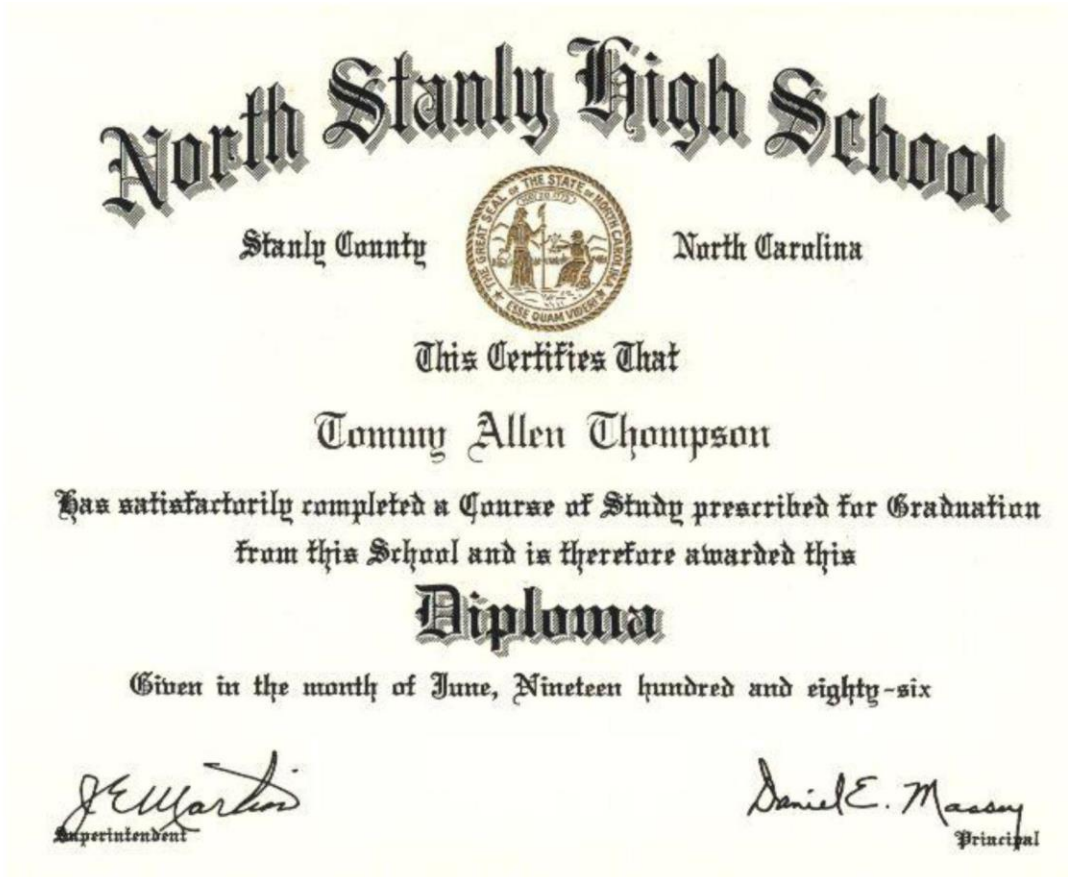 North Stanly High School
Stanly County North Carolina
THE GREAT SEAL OF THE STATE OF NORTH CAROLINA
ESSE QUAM VIDERI
This Certifies That
Tommy Allen Thompson
Has satisfactorily completed a Course of Study prescribed for Graduation
from this School and is therefore awarded this
Diploma
Given in the month of June, Nineteen hundred and eighty-six
J E Martin
Daniel E. Massey
Superintendent
Principal